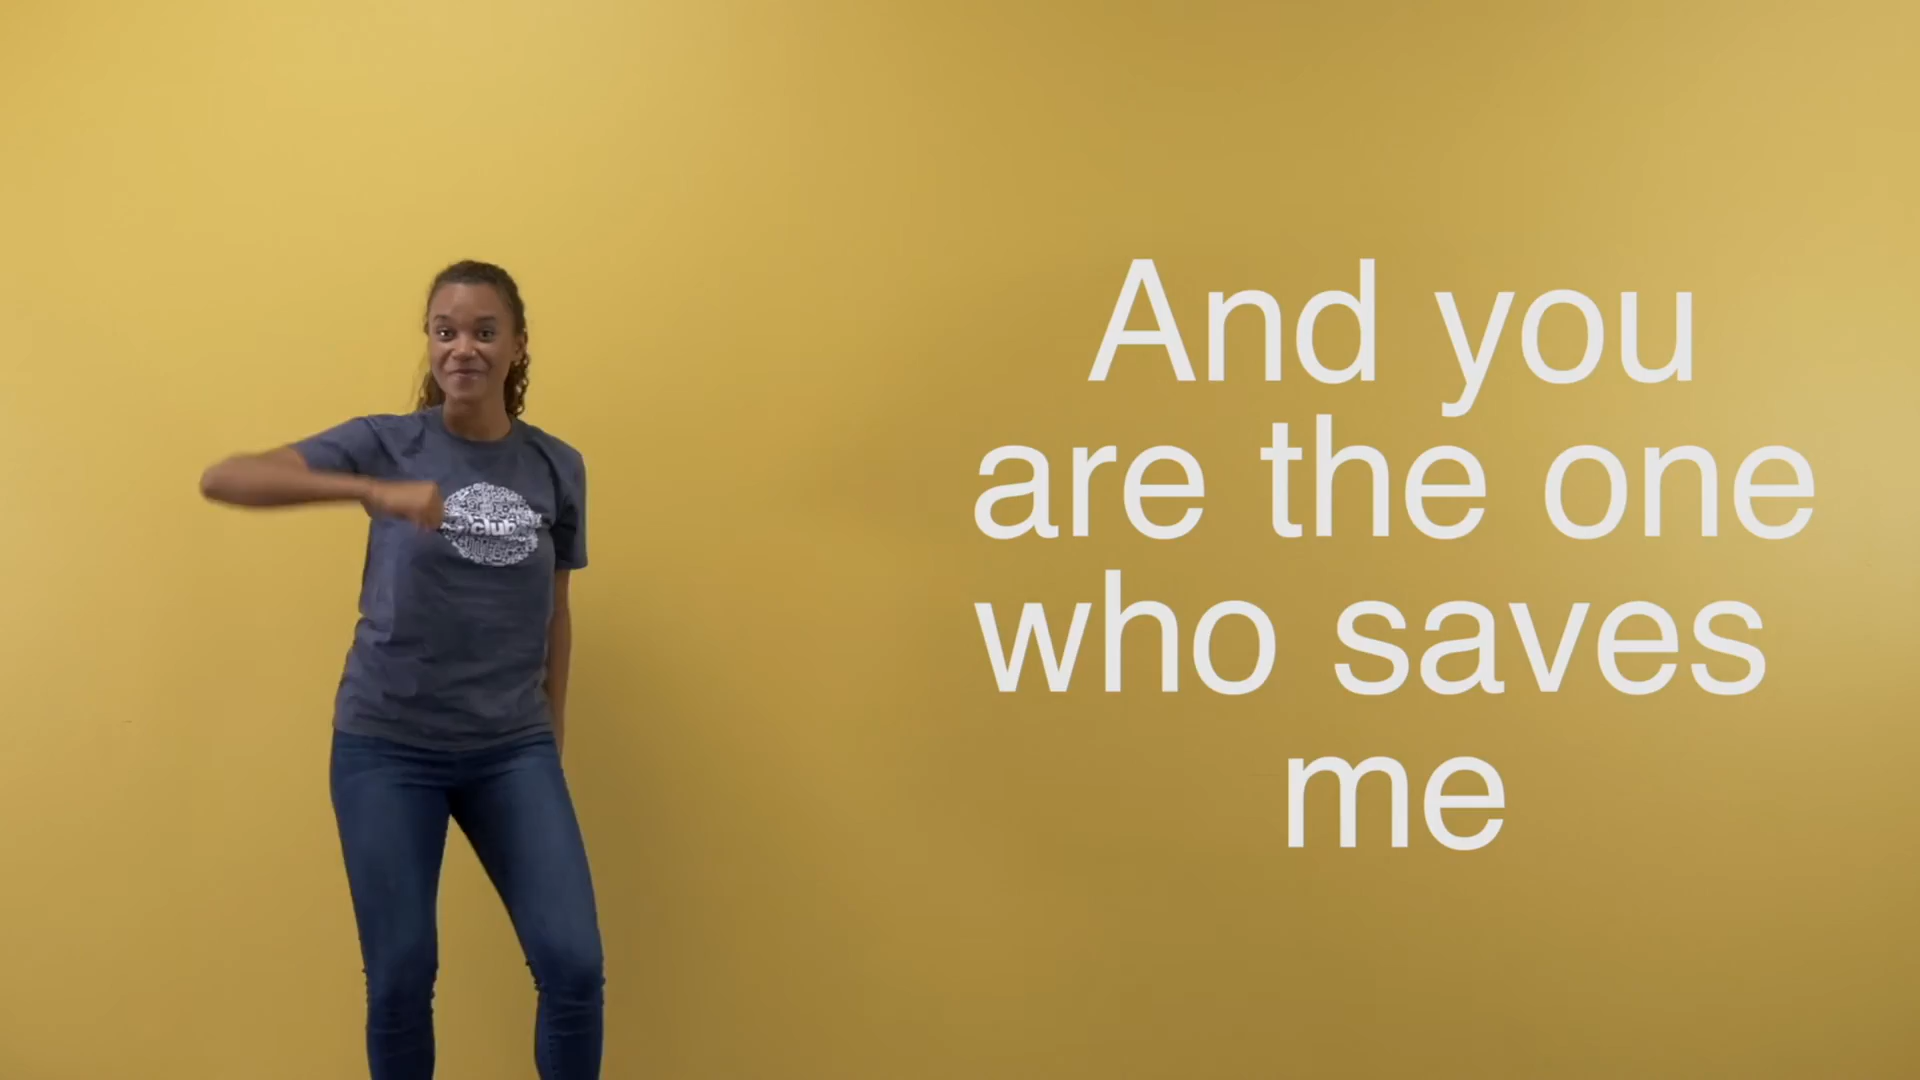 And you
are the one
who saves
me
club